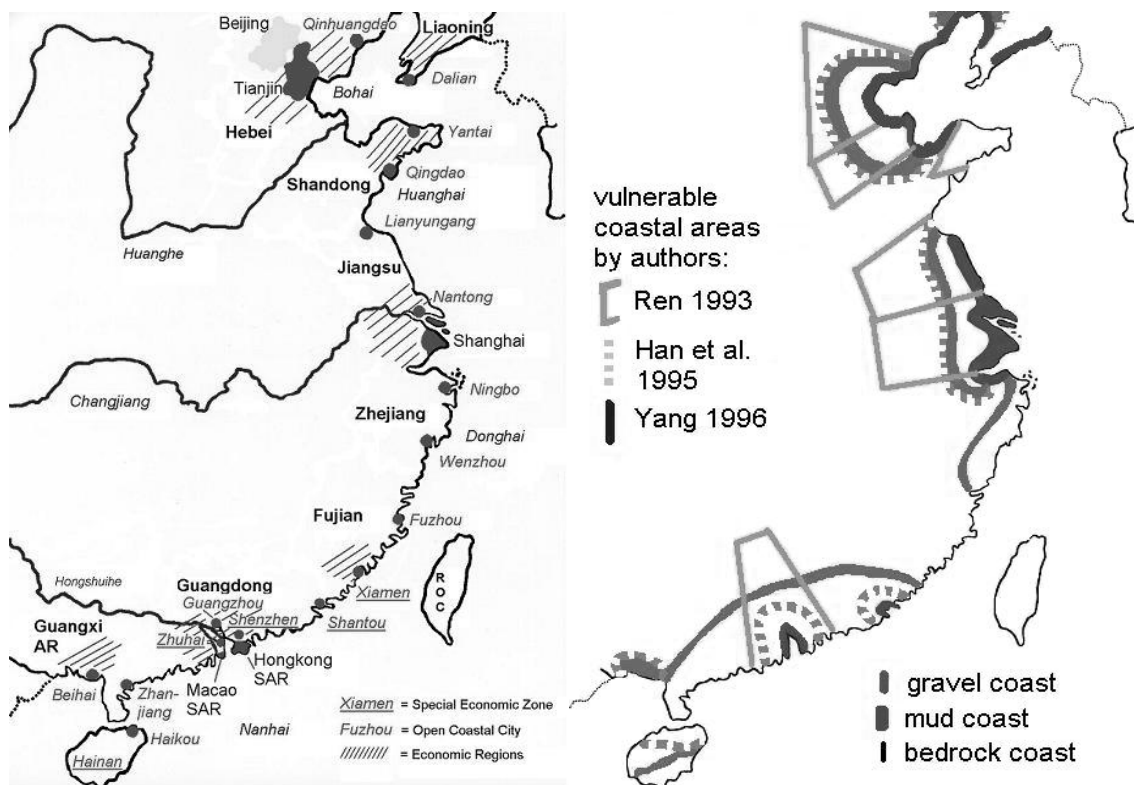 Beijing
Qinhuangdao
Liaoning
Tianjin
Bohai
Dalian
Hebei
Yantai
Shandong
Qingdao
Huanghai
Lianyungang
Huanghe
Jiangsu
Nantong
Shanghai
Changjiang
Ningbo
Zhejiang
Donghai
Wenzhou
Fujian
Fuzhou
Hongshuihe
Guangdong
Guangzhou
Shenzhen
Xiamen
ROC
Shantou
Guangxi
AR
Zhuhai
Hongkong
SAR
Macao
SAR
Beihai
Zhan-
jiang
Nanhai
Haikou
Hainan
Xiamen = Special Economic Zone
Fuzhou = Open Coastal City
= Economic Regions
vulnerable
coastal areas
by authors:
Ren 1993
Han et al.
1995
Yang 1996
gravel coast
mud coast
bedrock coast